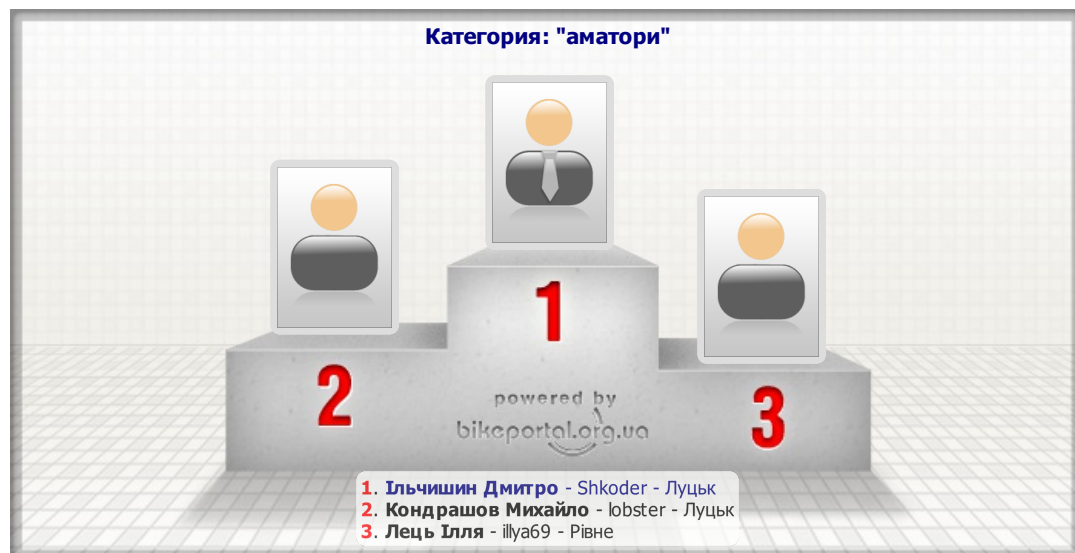 Категория: "аматори"
1
2
3
powered by
bikeportal.org.ua
1. Ільчишин Дмитро - Shkoder - Луцьк
2. Кондрашов Михайло - lobster - Луцьк
3. Лець Ілля - illya69 - Рівне